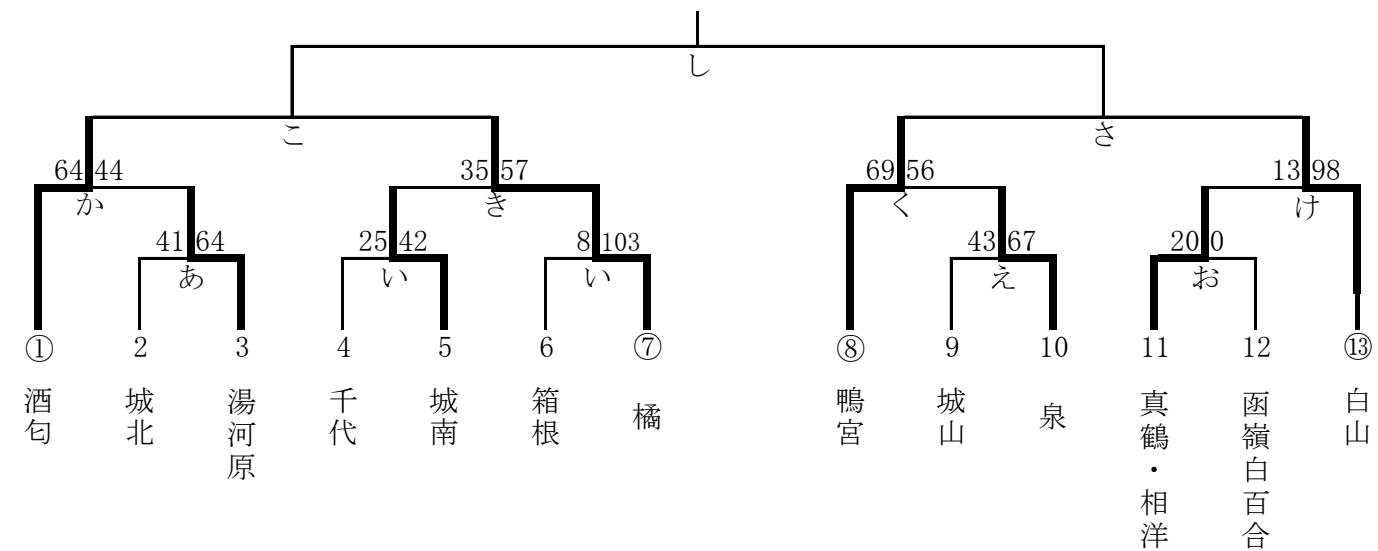 し
こ
さ
64 44
35 57
69 56
13 98
か
き
く
け
41 64
25 42
8 103
43 67
20 0
あ
い
い
え
お
① 2 3 4 5 6 ⑦ ⑧ 9 10 11 12 ⑬
酒匂
城北
湯河原
千代
城南
箱根
橘
鴨宮
城山
泉
真鶴・相洋
函嶺白百合
白山